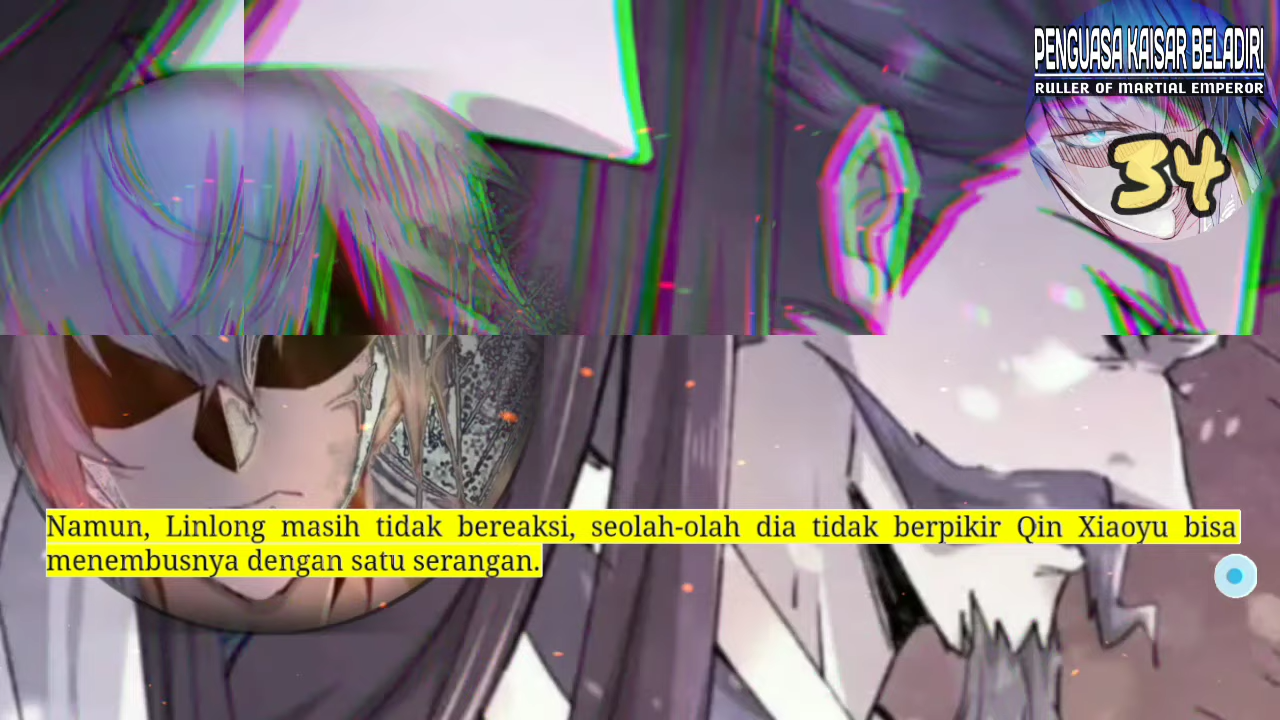 PENGUASA KAISAR BELADIRI
RULLER OF MARTIAL EMPEROR
34
Namun, Linlong masih tidak bereaksi, seolah-olah dia tidak berpikir Qin Xiaoyu bisa
menembusnya dengan satu serangan.